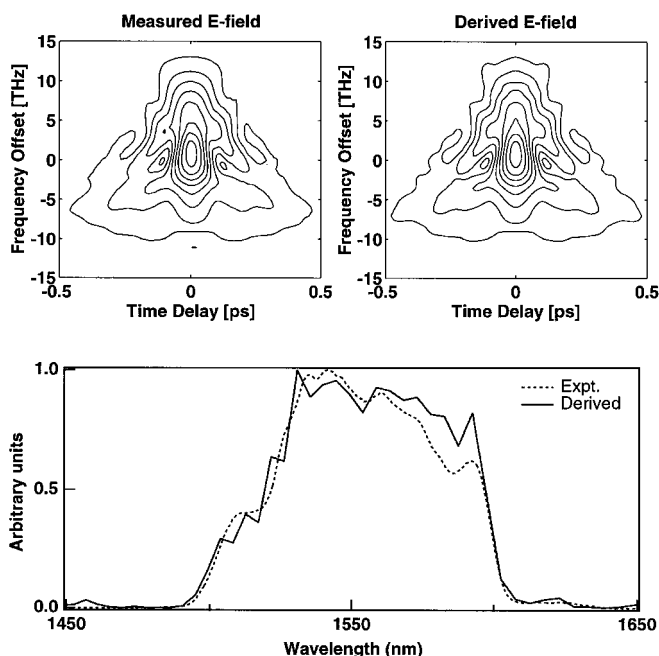 Measured E-field
Derived E-field
Frequency Offset [THz]
15
10
5
0
-5
-10
-15
-0.5
0
0.5
Time Delay [ps]
Frequency Offset [THz]
15
10
5
0
-5
-10
-15
-0.5
0
0.5
Time Delay [ps]
Arbitrary units
1.0
0.5
0.0
Expt.
Derived
1450
1550
1650
Wavelength (nm)